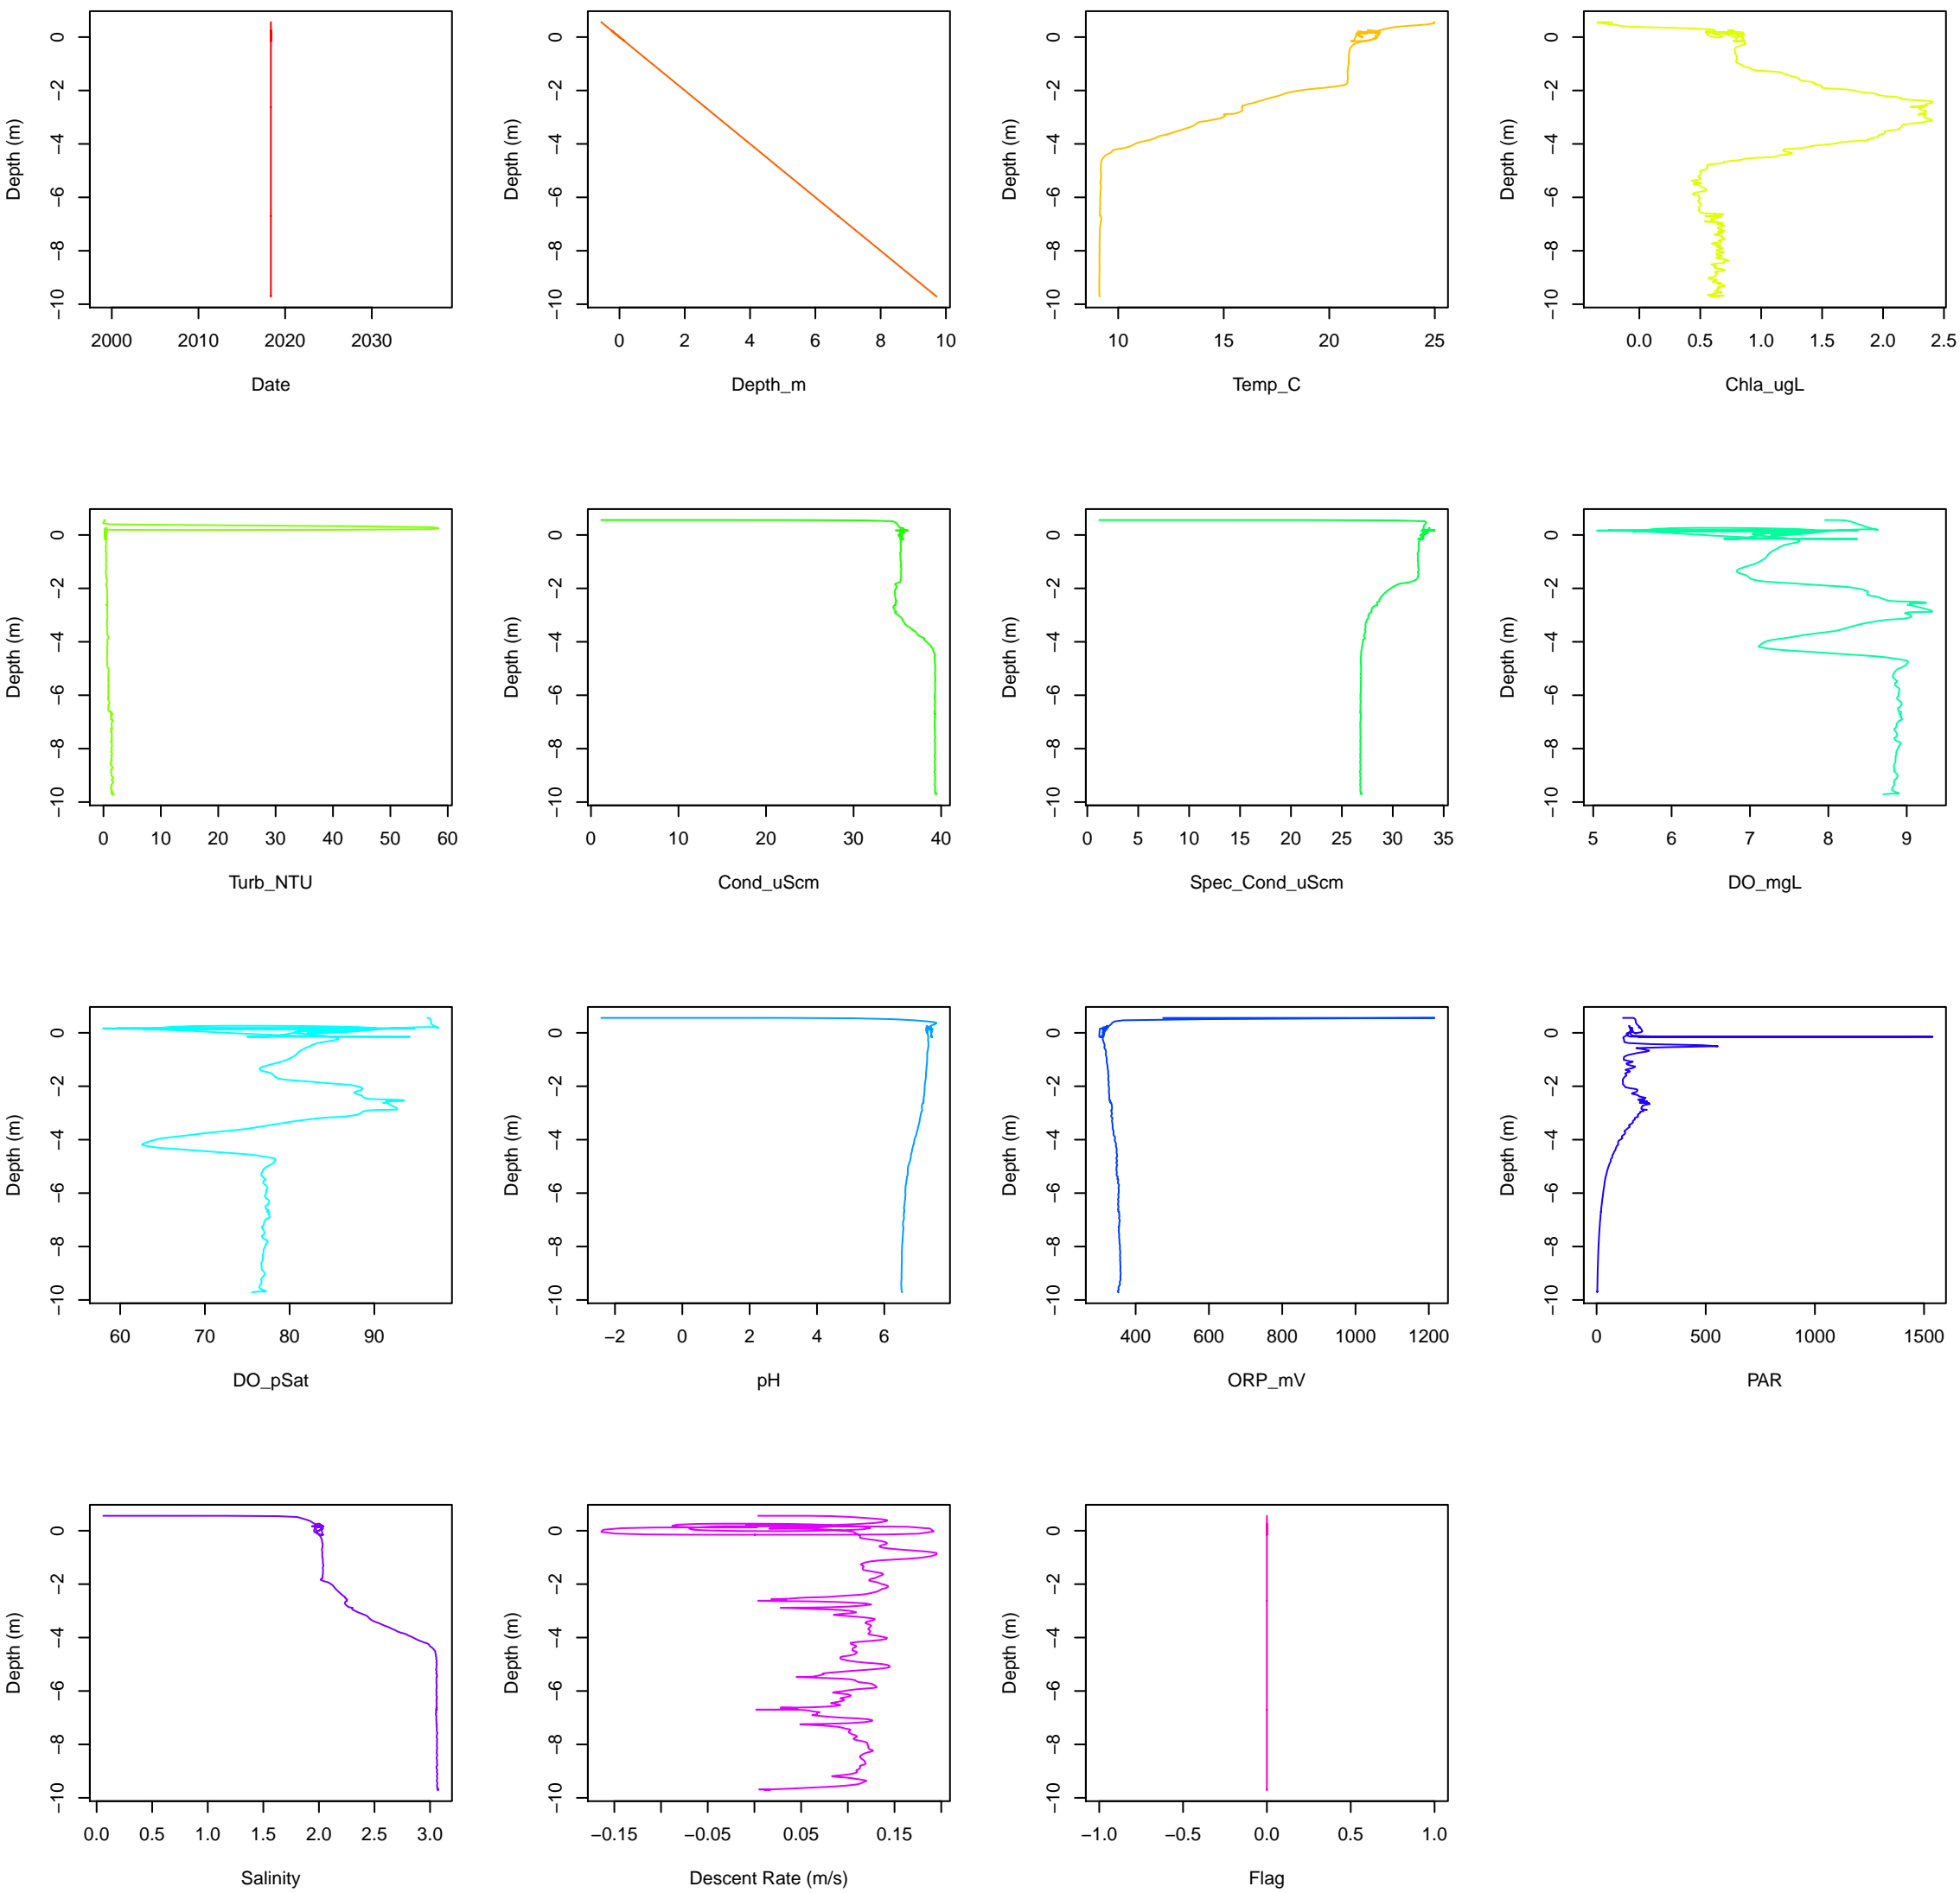 Depth (m)
0
−2
−4
−6
−8
−10
2000 2010 2020 2030
Date
Depth (m)
0
−2
−4
−6
−8
−10
0 2 4 6 8 10
Depth_m
Depth (m)
0
−2
−4
−6
−8
−10
10 15 20 25
Temp_C
Depth (m)
0
−2
−4
−6
−8
−10
0.0 0.5 1.0 1.5 2.0 2.5
Chla_ugL
Depth (m)
0
−2
−4
−6
−8
−10
0 10 20 30 40 50 60
Turb_NTU
Depth (m)
0
−2
−4
−6
−8
−10
0 10 20 30 40
Cond_uScm
Depth (m)
0
−2
−4
−6
−8
−10
0 5 10 15 20 25 30 35
Spec_Cond_uScm
Depth (m)
0
−2
−4
−6
−8
−10
5 6 7 8 9
DO_mgL
Depth (m)
0
−2
−4
−6
−8
−10
60 70 80 90
DO_pSat
Depth (m)
0
−2
−4
−6
−8
−10
−2 0 2 4 6
pH
Depth (m)
0
−2
−4
−6
−8
−10
400 600 800 1000 1200
ORP_mV
Depth (m)
0
−2
−4
−6
−8
−10
0 500 1000 1500
PAR
Depth (m)
0
−2
−4
−6
−8
−10
0.0 0.5 1.0 1.5 2.0 2.5 3.0
Salinity
Depth (m)
0
−2
−4
−6
−8
−10
−0.15 −0.05 0.05 0.15
Descent Rate (m/s)
Depth (m)
0
−2
−4
−6
−8
−10
−1.0 −0.5 0.0 0.5 1.0
Flag